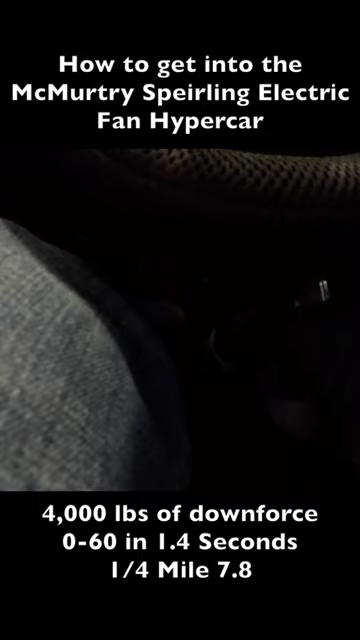 How to get into the
McMurtry Speirling Electric
Fan Hypercar
4,000 lbs of downforce
0-60 in 1.4 Seconds
1/4 Mile 7.8